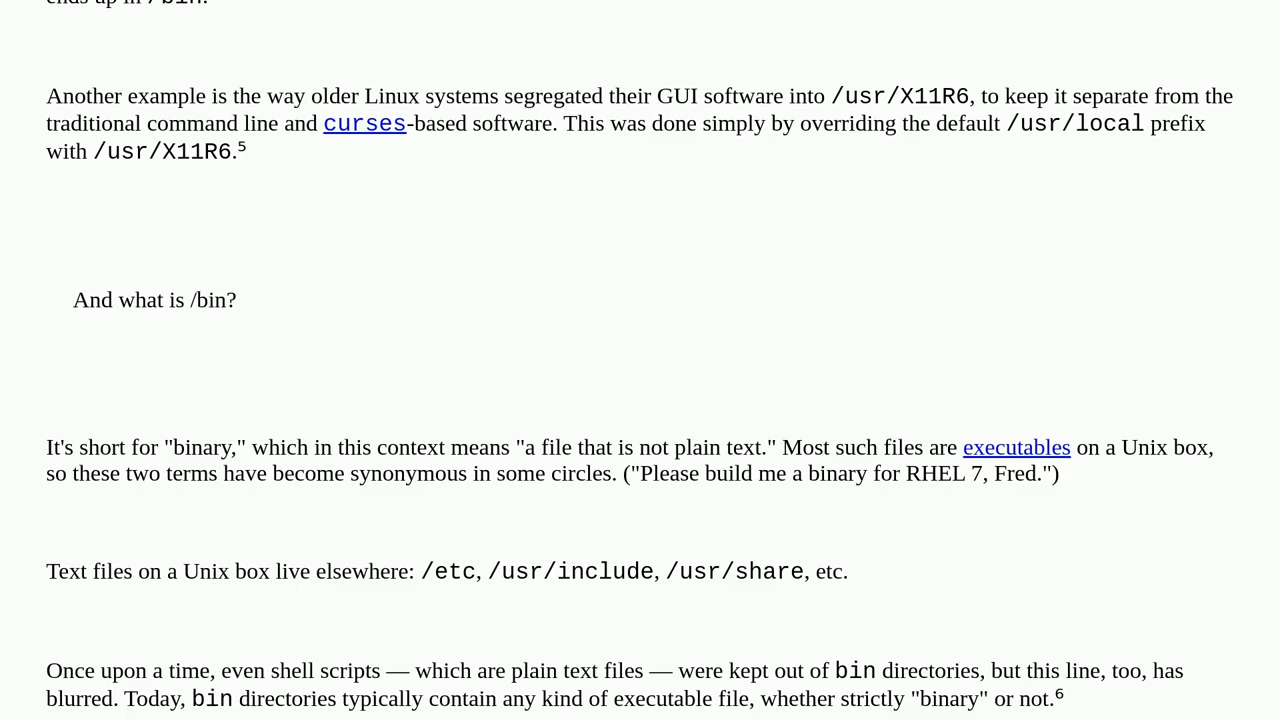 ends up in /bin.
Another example is the way older Linux systems segregated their GUI software into /usr/X11R6, to keep it separate from the
traditional command line and curses-based software. This was done simply by overriding the default /usr/local prefix
with /usr/X11R6.⁵
And what is /bin?
It's short for "binary," which in this context means "a file that is not plain text." Most such files are executables on a Unix box,
so these two terms have become synonymous in some circles. ("Please build me a binary for RHEL 7, Fred.")
Text files on a Unix box live elsewhere: /etc, /usr/include, /usr/share, etc.
Once upon a time, even shell scripts — which are plain text files — were kept out of bin directories, but this line, too, has
blurred. Today, bin directories typically contain any kind of executable file, whether strictly "binary" or not.⁶